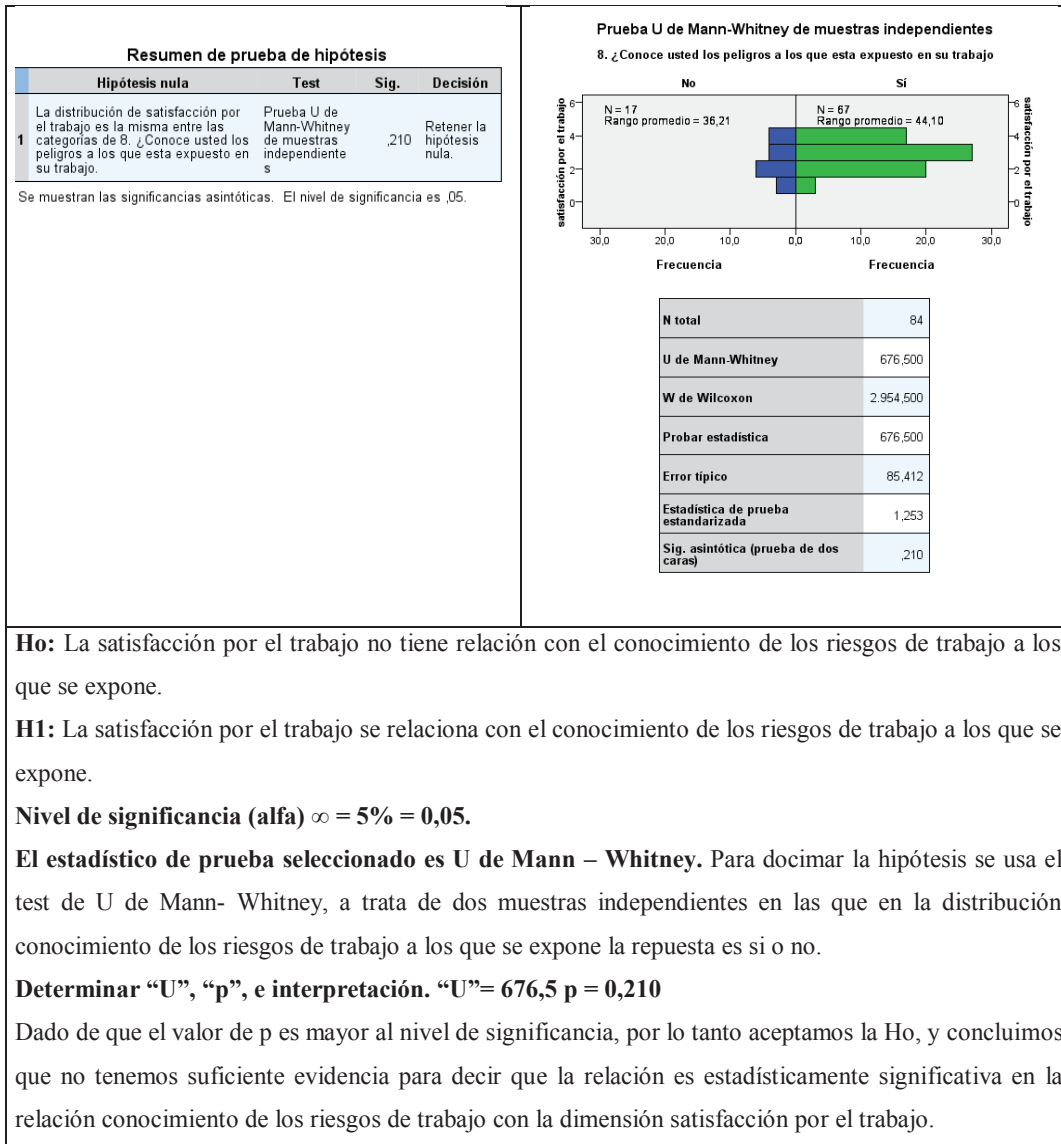 Resumen de prueba de hipótesis
Hipótesis nula Test Sig. Decisión
1 La distribución de satisfacción por el trabajo es la misma entre las categorías de 8. ¿Conoce usted los peligros a los que esta expuesto en su trabajo. Prueba U de Mann-Whitney de muestras independientes ,210 Retener la hipótesis nula.
Se muestran las significancias asintóticas. El nivel de significancia es ,05.
Prueba U de Mann-Whitney de muestras independientes
8. ¿Conoce usted los peligros a los que esta expuesto en su trabajo
No Sí
N = 17 N = 67
Rango promedio = 36,21 Rango promedio = 44,10
satisfacción por el trabajo
6
4
2
0
satisfacción por el trabajo
6
4
2
0
30,0 20,0 10,0 0,0 10,0 20,0 30,0
Frecuencia Frecuencia
N total 84
U de Mann-Whitney 676,500
W de Wilcoxon 2.954,500
Probar estadística 676,500
Error típico 85,412
Estadística de prueba
estandarizada 1,253
Sig. asintótica (prueba de dos
caras) ,210
Ho: La satisfacción por el trabajo no tiene relación con el conocimiento de los riesgos de trabajo a los
que se expone.
H1: La satisfacción por el trabajo se relaciona con el conocimiento de los riesgos de trabajo a los que se
expone.
Nivel de significancia (alfa) ∞ = 5% = 0,05.
El estadístico de prueba seleccionado es U de Mann – Whitney. Para docimar la hipótesis se usa el
test de U de Mann- Whitney, a trata de dos muestras independientes en las que en la distribución
conocimiento de los riesgos de trabajo a los que se expone la repuesta es si o no.
Determinar “U”, “p”, e interpretación. “U”= 676,5 p = 0,210
Dado de que el valor de p es mayor al nivel de significancia, por lo tanto aceptamos la Ho, y concluimos
que no tenemos suficiente evidencia para decir que la relación es estadísticamente significativa en la
relación conocimiento de los riesgos de trabajo con la dimensión satisfacción por el trabajo.